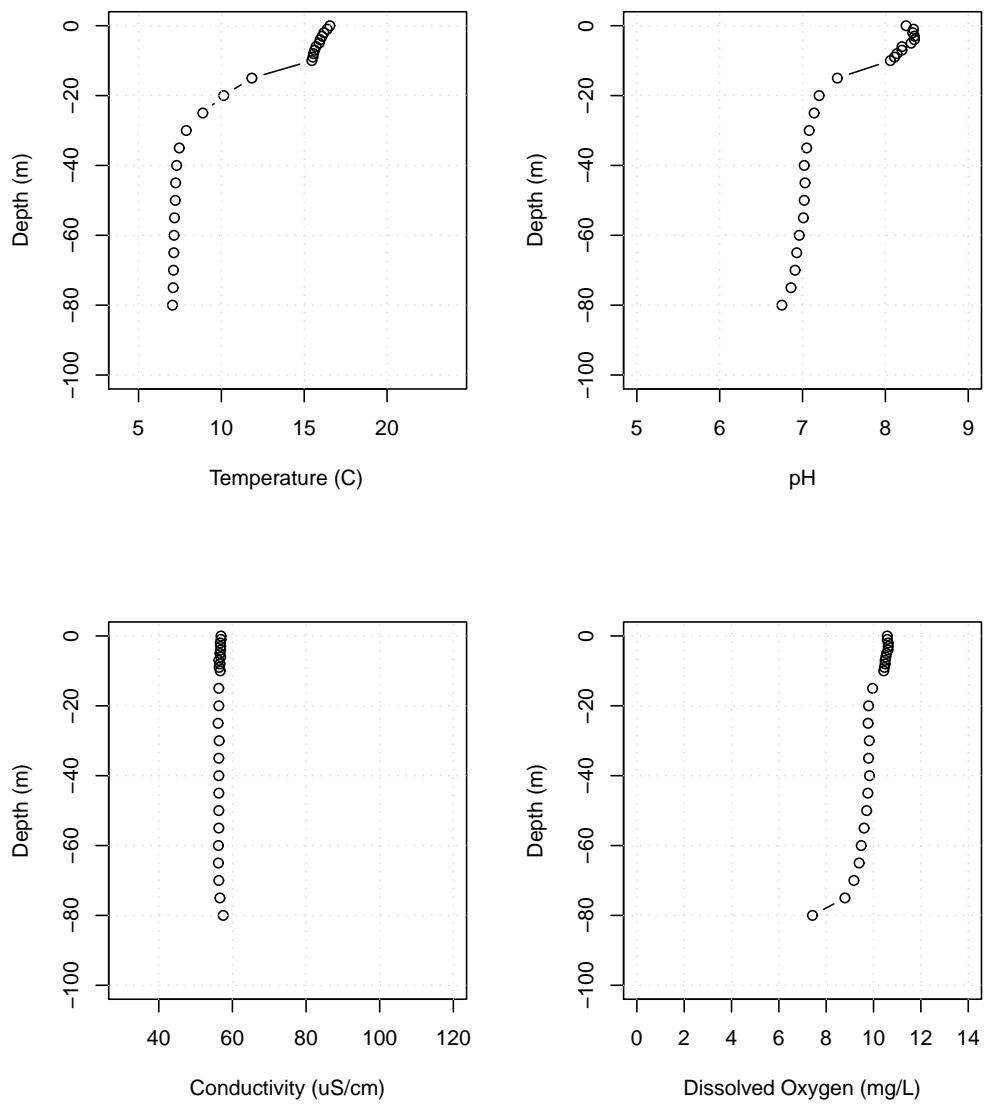 0
−20
−40
−60
−80
−100
Depth (m)
5 10 15 20
Temperature (C)
0
−20
−40
−60
−80
−100
Depth (m)
5 6 7 8 9
pH
0
−20
−40
−60
−80
−100
Depth (m)
40 60 80 100 120
Conductivity (uS/cm)
0
−20
−40
−60
−80
−100
Depth (m)
0 2 4 6 8 10 12 14
Dissolved Oxygen (mg/L)